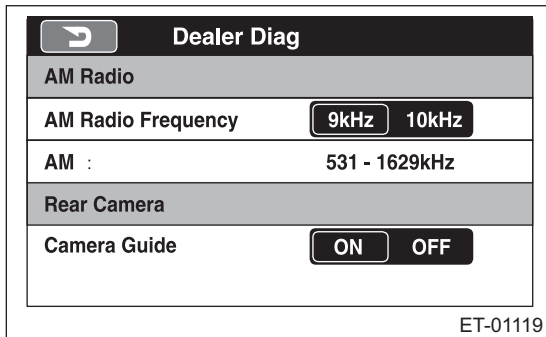 Dealer Diag
AM Radio
AM Radio Frequency 9kHz 10kHz
AM : 531 - 1629kHz
Rear Camera
Camera Guide ON OFF
ET-01119